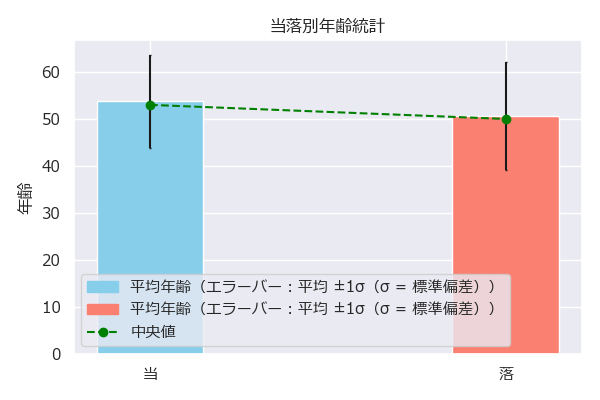 当落別年齢統計
年齢
60
50
40
30
20
10
0
平均年齢（エラーバー：平均 ±1σ（σ = 標準偏差））
平均年齢（エラーバー：平均 ±1σ（σ = 標準偏差））
中央値
当
落